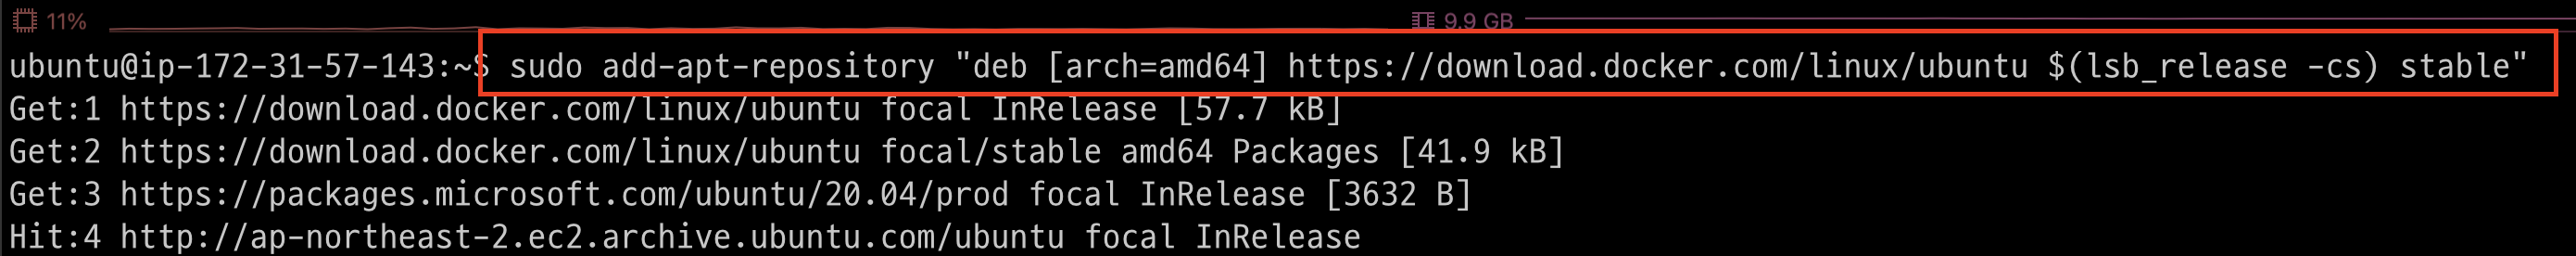 11% 9.9 GB
ubuntu@ip-172-31-57-143:~$ sudo add-apt-repository "deb [arch=amd64] https://download.docker.com/linux/ubuntu $(lsb_release -cs) stable"
Get:1 https://download.docker.com/linux/ubuntu focal InRelease [57.7 kB]
Get:2 https://download.docker.com/linux/ubuntu focal/stable amd64 Packages [41.9 kB]
Get:3 https://packages.microsoft.com/ubuntu/20.04/prod focal InRelease [3632 B]
Hit:4 http://ap-northeast-2.ec2.archive.ubuntu.com/ubuntu focal InRelease